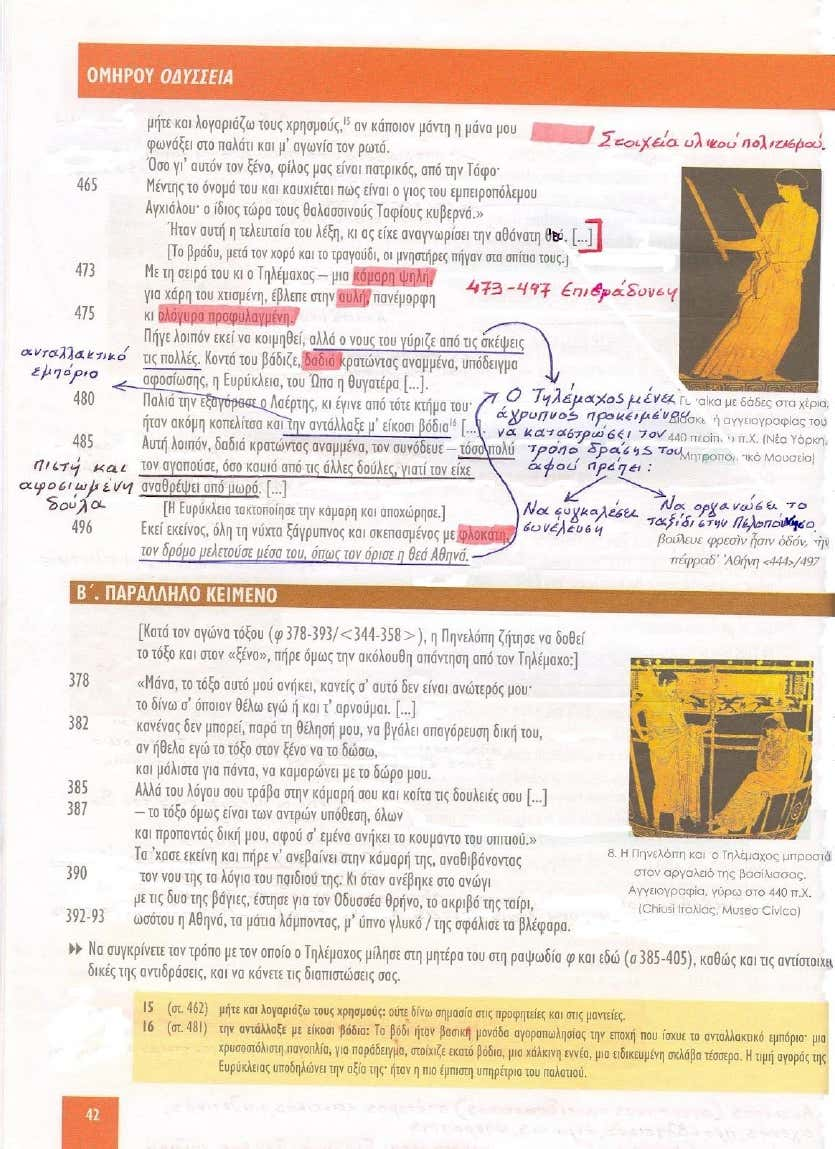 ΟΜΗΡΟΥ ΟΔΥΣΣΕΙΑ
μήτε και λογαριάζω τους χρησμούς,15 αν κάποιον μάντη η μάνα μου
φωνάξει στο παλάτι και μ' αγωνία τον ρωτά.
Στοιχεία υλικού πολιτισμού.
Όσο γι' αυτόν τον ξένο, φίλος μας είναι πατρικός, από την Τάφο·
465 Μέντης το όνομά του και καυχιέται πως είναι ο γιος του εμπειροπόλεμου
Αγχιάλου· ο ίδιος τώρα τους θαλασσινούς Ταφίους κυβερνά.»
Ήταν αυτή η τελευταία του λέξη, κι ας είχε αναγνωρίσει την αθάνατη θεά. [...]
[Το βράδυ, μετά τον χορό και το τραγούδι, οι μνηστήρες πήγαν στα σπίτια τους.]
473 Με τη σειρά του κι ο Τηλέμαχος – μια κάμαρη ψηλή,
για χάρη του χτισμένη, έβλεπε στην αυλή, πανέμορφη
473-497 Επιβράδυνση
475 κι ολόγυρα προφυλαγμένη.
Πήγε λοιπόν εκεί να κοιμηθεί, αλλά ο νους του γύριζε από τις σκέψεις
τις πολλές. Κοντά του βάδιζε, δαδιά κρατώντας αναμμένα, υπόδειγμα
αφοσίωσης, η Ευρύκλεια, του Ώπα η θυγατέρα [...].
ανταλλακτικό
εμπόριο
480 Παλιά την εξαγόρασε ο Λαέρτης, κι έγινε από τότε κτήμα του·
ήταν ακόμη κοπελίτσα και την αντάλλαξε μ' είκοσι βόδια16 [...].
485 Αυτή λοιπόν, δαδιά κρατώντας αναμμένα, τον συνόδευε – τόσο πολύ
τον αγαπούσε, όσο καμιά από τις άλλες δούλες, γιατί τον είχε
αναθρέψει από μωρό. [...]
πιστή και
αφοσιωμένη
δούλα
[Η Ευρύκλεια τακτοποίησε την κάμαρη και αποχώρησε.]
496 Εκεί εκείνος, όλη τη νύχτα ξάγρυπνος και σκεπασμένος με φλοκάτη,
τον δρόμο μελετούσε μέσα του, όπως τον όρισε η θεά Αθηνά.
Ο Τηλέμαχος μένει
άγρυπνος προκειμένου
να καταστρώσει τον
τρόπο δράσης του
αφού πρέπει:
Να συγκαλέσει
συνέλευση
Να οργανώσει το
ταξίδι στην Πελοπόννησο.
με δάδες στα χέρια,
αγγειογραφίας του
440 περίπου π.Χ. (Νέα Υόρκη,
Μητροπολιτικό Μουσείο)
βούλευε φρεσὶν ᾗσιν ὁδόν, τὴν
πέφραδ' Ἀθήνη <444>/497
Β΄. ΠΑΡΑΛΛΗΛΟ ΚΕΙΜΕΝΟ
[Κατά τον αγώνα τόξου (φ 378-393/<344-358>), η Πηνελόπη ζήτησε να δοθεί
το τόξο και στον «ξένο», πήρε όμως την ακόλουθη απάντηση από τον Τηλέμαχο:]
378 «Μάνα, το τόξο αυτό μού ανήκει, κανείς σ' αυτό δεν είναι ανώτερός μου·
το δίνω σ' όποιον θέλω εγώ ή και τ' αρνούμαι. [...]
382 κανένας δεν μπορεί, παρά τη θέλησή μου, να βγάλει απαγόρευση δική του,
αν ήθελα εγώ το τόξο στον ξένο να το δώσω,
και μάλιστα για πάντα, να καμαρώνει με το δώρο μου.
385 Αλλά του λόγου σου τράβα στην κάμαρή σου και κοίτα τις δουλειές σου [...]
387 – το τόξο όμως είναι των αντρών υπόθεση, όλων
και προπαντός δική μου, αφού σ' εμένα ανήκει το κουμάντο του σπιτιού.»
Τα 'χασε εκείνη και πήρε ν' ανεβαίνει στην κάμαρή της, αναθιβάνοντας
390 τον νου της τα λόγια του παιδιού της. Κι όταν ανέβηκε στο ανώγι
με τις δυο της βάγιες, έστησε για τον Οδυσσέα θρήνο, το ακριβό της ταίρι,
392-93 ωσότου η Αθηνά, τα μάτια λάμποντας, μ' ύπνο γλυκό / της σφάλισε τα βλέφαρα.
8. Η Πηνελόπη και ο Τηλέμαχος μπροστά
στον αργαλειό της βασίλισσας.
Αγγειογραφία, γύρω στο 440 π.Χ.
(Chiusi Ιταλίας, Museo Civico)
Να συγκρίνετε τον τρόπο με τον οποίο ο Τηλέμαχος μίλησε στη μητέρα του στη ραψωδία φ και εδώ (α 385-405), καθώς και τις αντίστοιχες
δικές της αντιδράσεις, και να κάνετε τις διαπιστώσεις σας.
15 (στ. 462) μήτε και λογαριάζω τους χρησμούς: ούτε δίνω σημασία στις προφητείες και στις μαντείες.
16 (στ. 481) την αντάλλαξε με είκοσι βόδια: Το βόδι ήταν βασική μονάδα αγοραπωλησίας την εποχή που ίσχυε το ανταλλακτικό εμπόριο· μια
χρυσοστόλιστη πανοπλία, για παράδειγμα, στοίχιζε εκατό βόδια, μια χάλκινη εννέα, μια ειδικευμένη σκλάβα τέσσερα. Η τιμή αγοράς της
Ευρύκλειας υποδηλώνει την αξία της· ήταν η πιο έμπιστη υπηρέτρια του παλατιού.
42